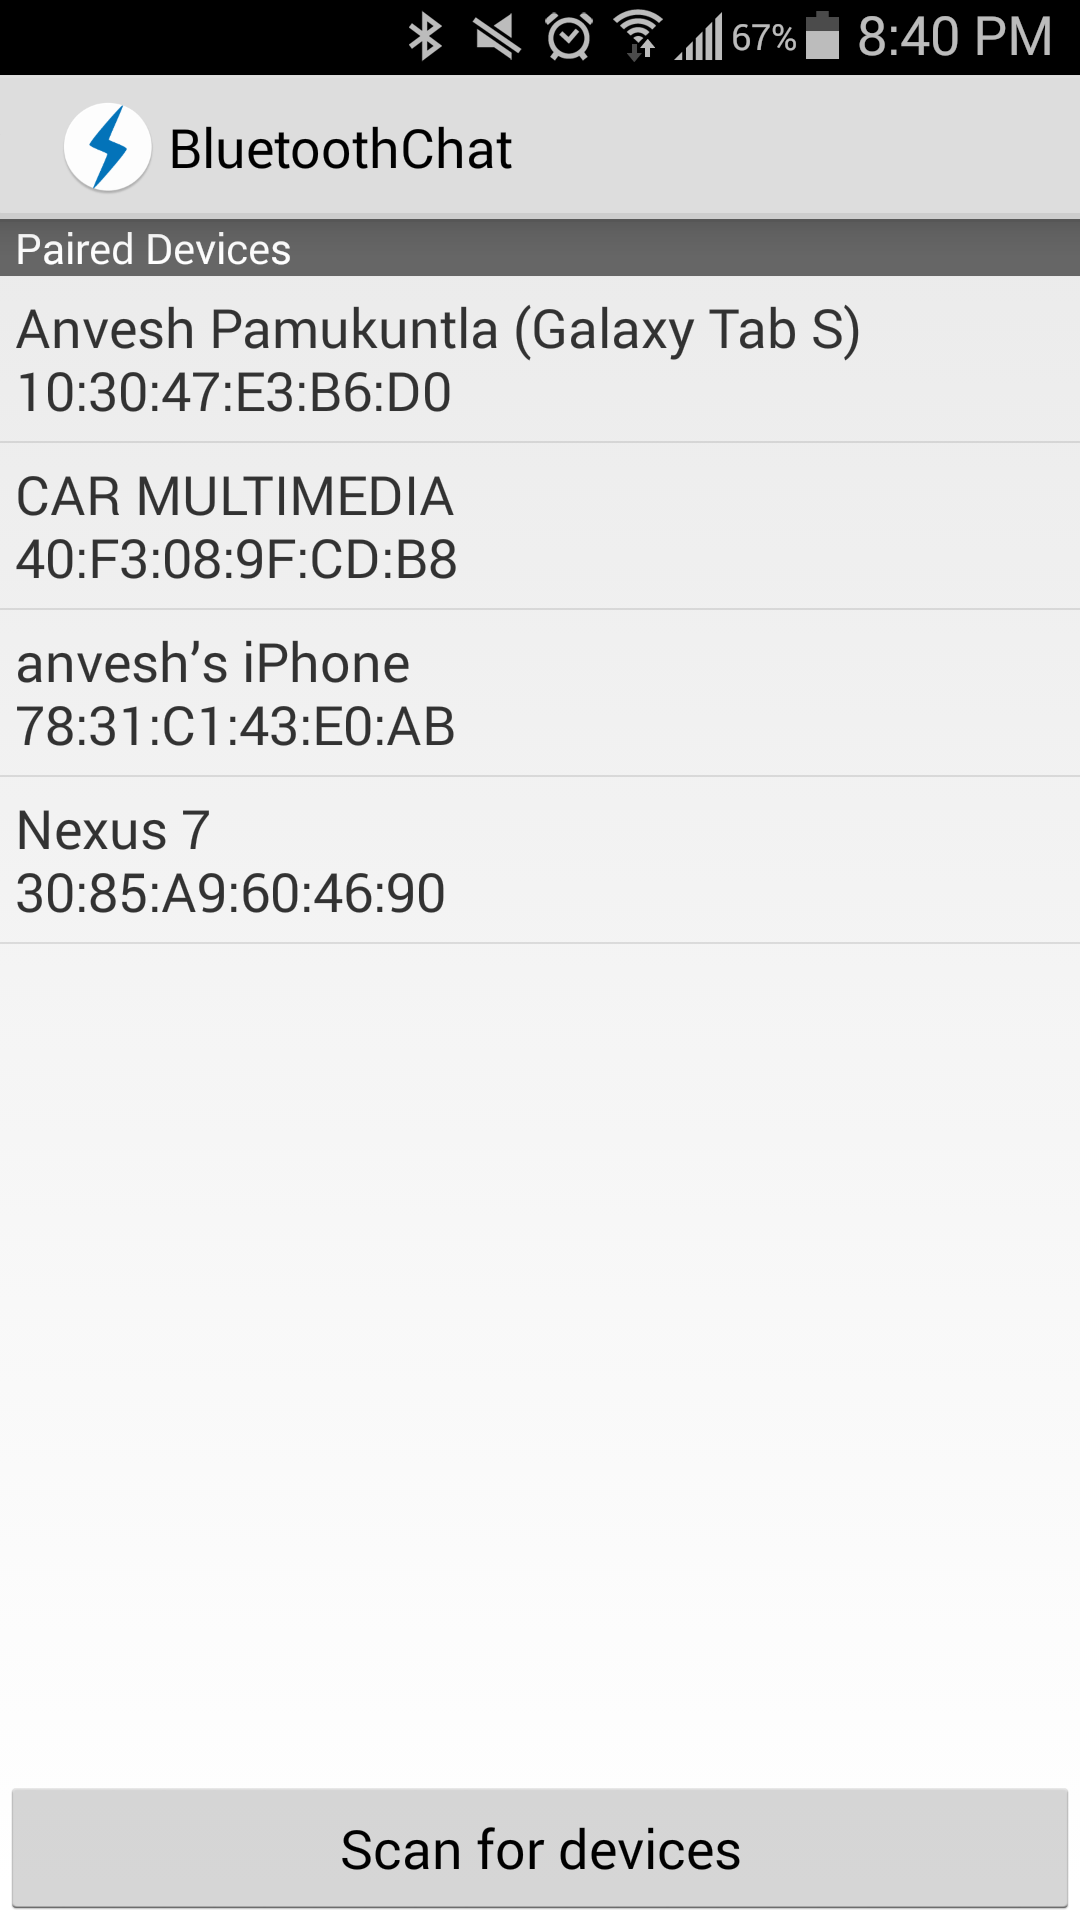 67% 8:40 PM
BluetoothChat
Paired Devices
Anvesh Pamukuntla (Galaxy Tab S)
10:30:47:E3:B6:D0
CAR MULTIMEDIA
40:F3:08:9F:CD:B8
anvesh’s iPhone
78:31:C1:43:E0:AB
Nexus 7
30:85:A9:60:46:90
Scan for devices